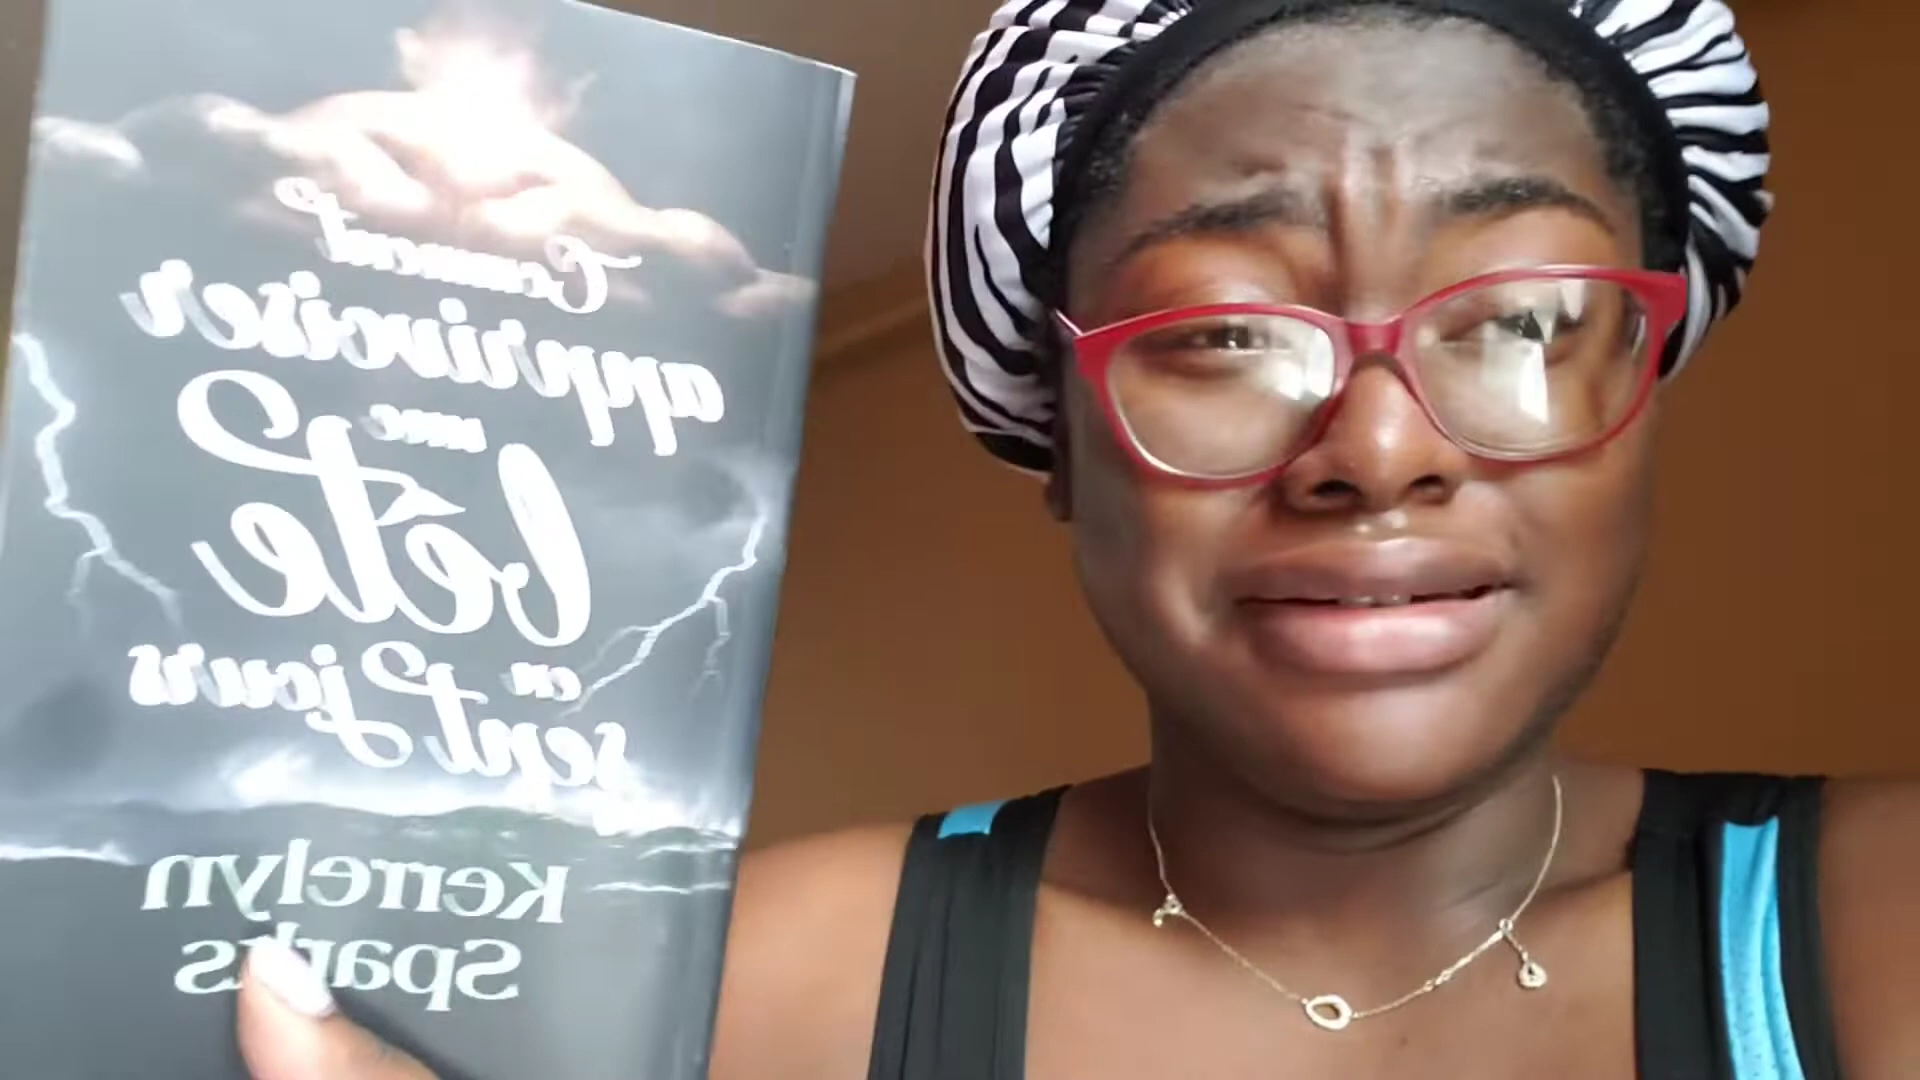 Comment
apprivoiser
une
bête
en
sept jours
Kerrelyn
Sparks